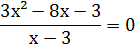 3x² − 8x − 3
x − 3 = 0